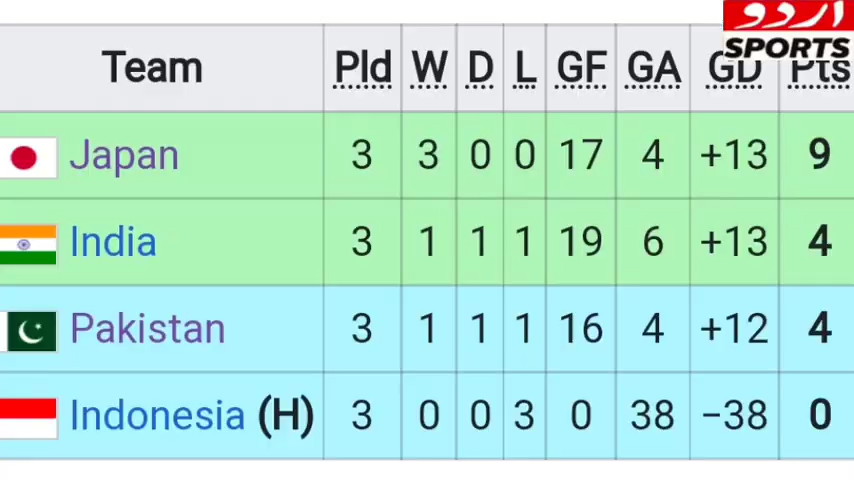 اردو
SPORTS
Team Pld W D L GF GA GD Pts
Japan 3 3 0 0 17 4 +13 9
India 3 1 1 1 19 6 +13 4
Pakistan 3 1 1 1 16 4 +12 4
Indonesia (H) 3 0 0 3 0 38 −38 0